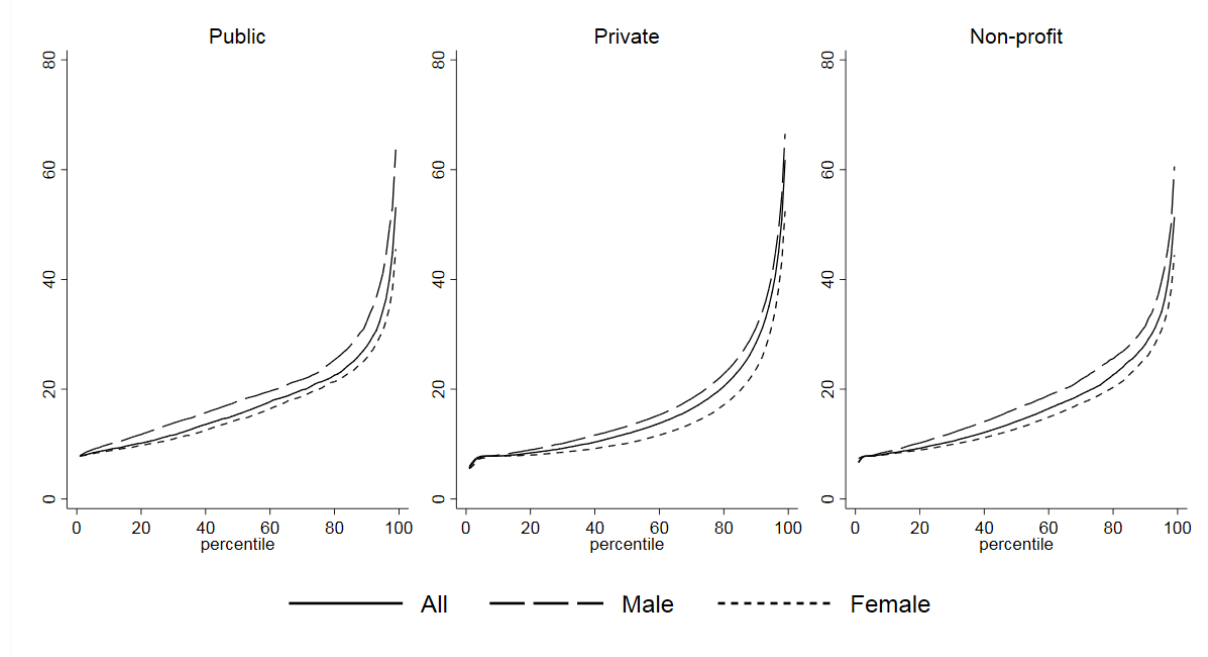 Public Private Non-profit
80 80 80
60 60 60
40 40 40
20 20 20
0 0 0
0 20 40 60 80 100 0 20 40 60 80 100 0 20 40 60 80 100
percentile percentile percentile
All Male Female